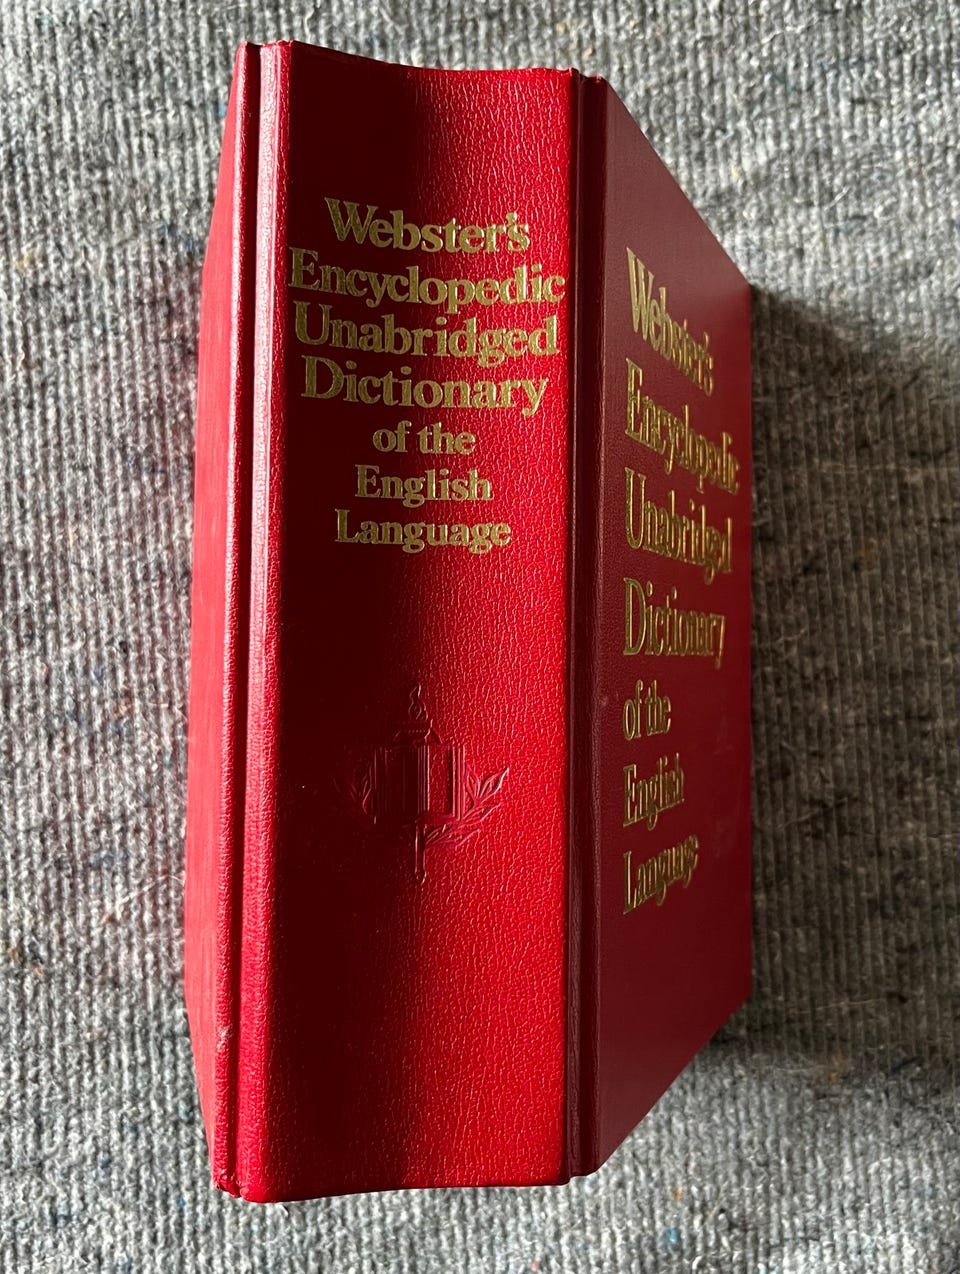 Webster's
Encyclopedic
Unabridged
Dictionary
of the
English
Language
Webster's
Encyclopedic
Unabridged
Dictionary
of the
English
Language